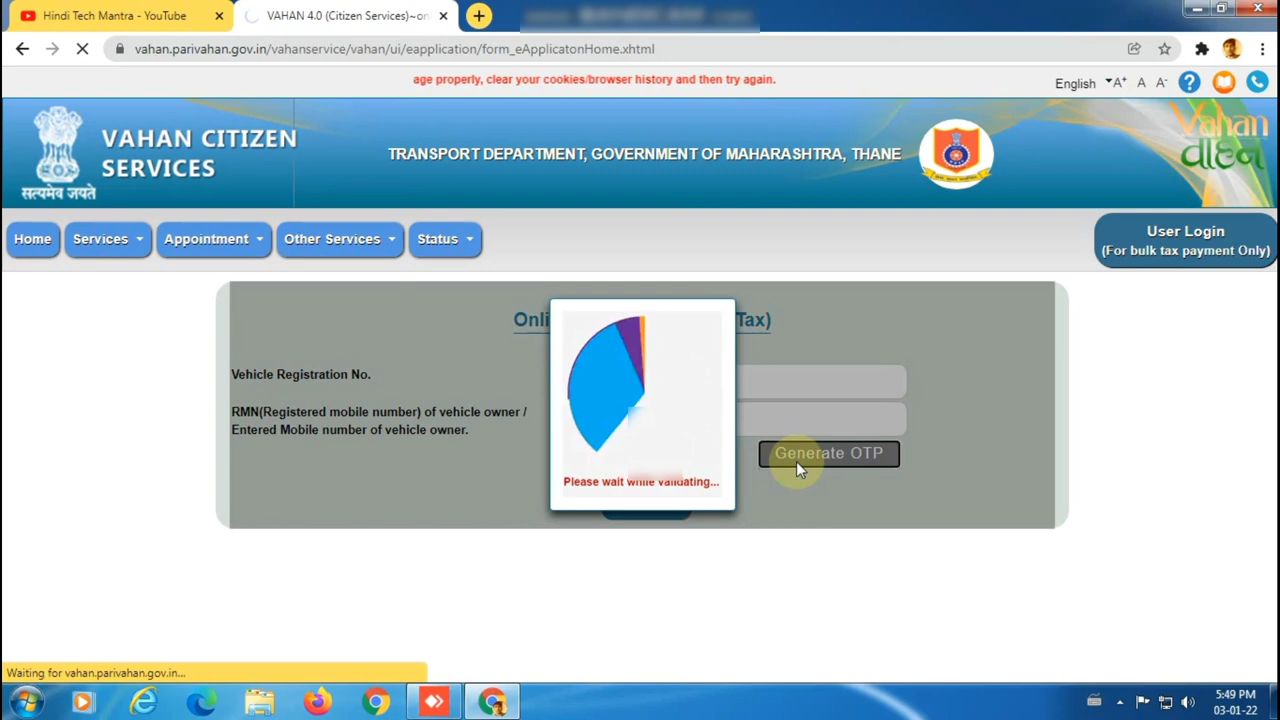 Hindi Tech Mantra - YouTube
VAHAN 4.0 (Citizen Services)~on
vahan.parivahan.gov.in/vahanservice/vahan/ui/eapplication/form_eApplicatonHome.xhtml
age properly, clear your cookies/browser history and then try again.
English A+ A A-
VAHAN CITIZEN
SERVICES
सत्यमेव जयते
TRANSPORT DEPARTMENT, GOVERNMENT OF MAHARASHTRA, THANE
Vahan
वाहन
Home
Services
Appointment
Other Services
Status
User Login
(For bulk tax payment Only)
Onli Tax)
Vehicle Registration No.
RMN(Registered mobile number) of vehicle owner /
Entered Mobile number of vehicle owner.
Generate OTP
Please wait while validating...
Waiting for vahan.parivahan.gov.in...
5:49 PM
03-01-22